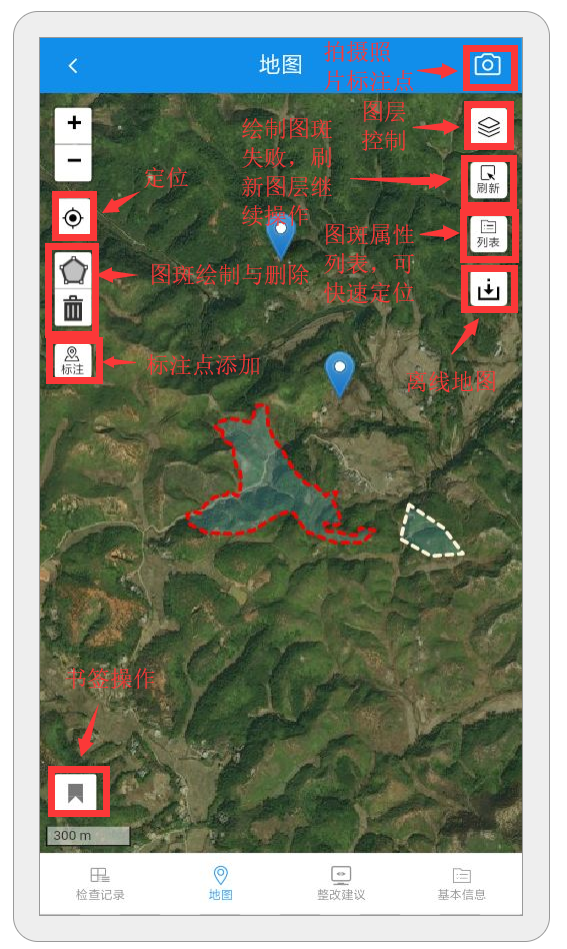 地图
拍摄照
片标注点
图层
控制
绘制图斑
失败，刷
新图层继
续操作
+
−
定位
刷新
图斑属性
列表，可
快速定位
列表
图斑绘制与删除
标注
标注点添加
离线地图
书签操作
300 m
检查记录
地图
整改建议
基本信息